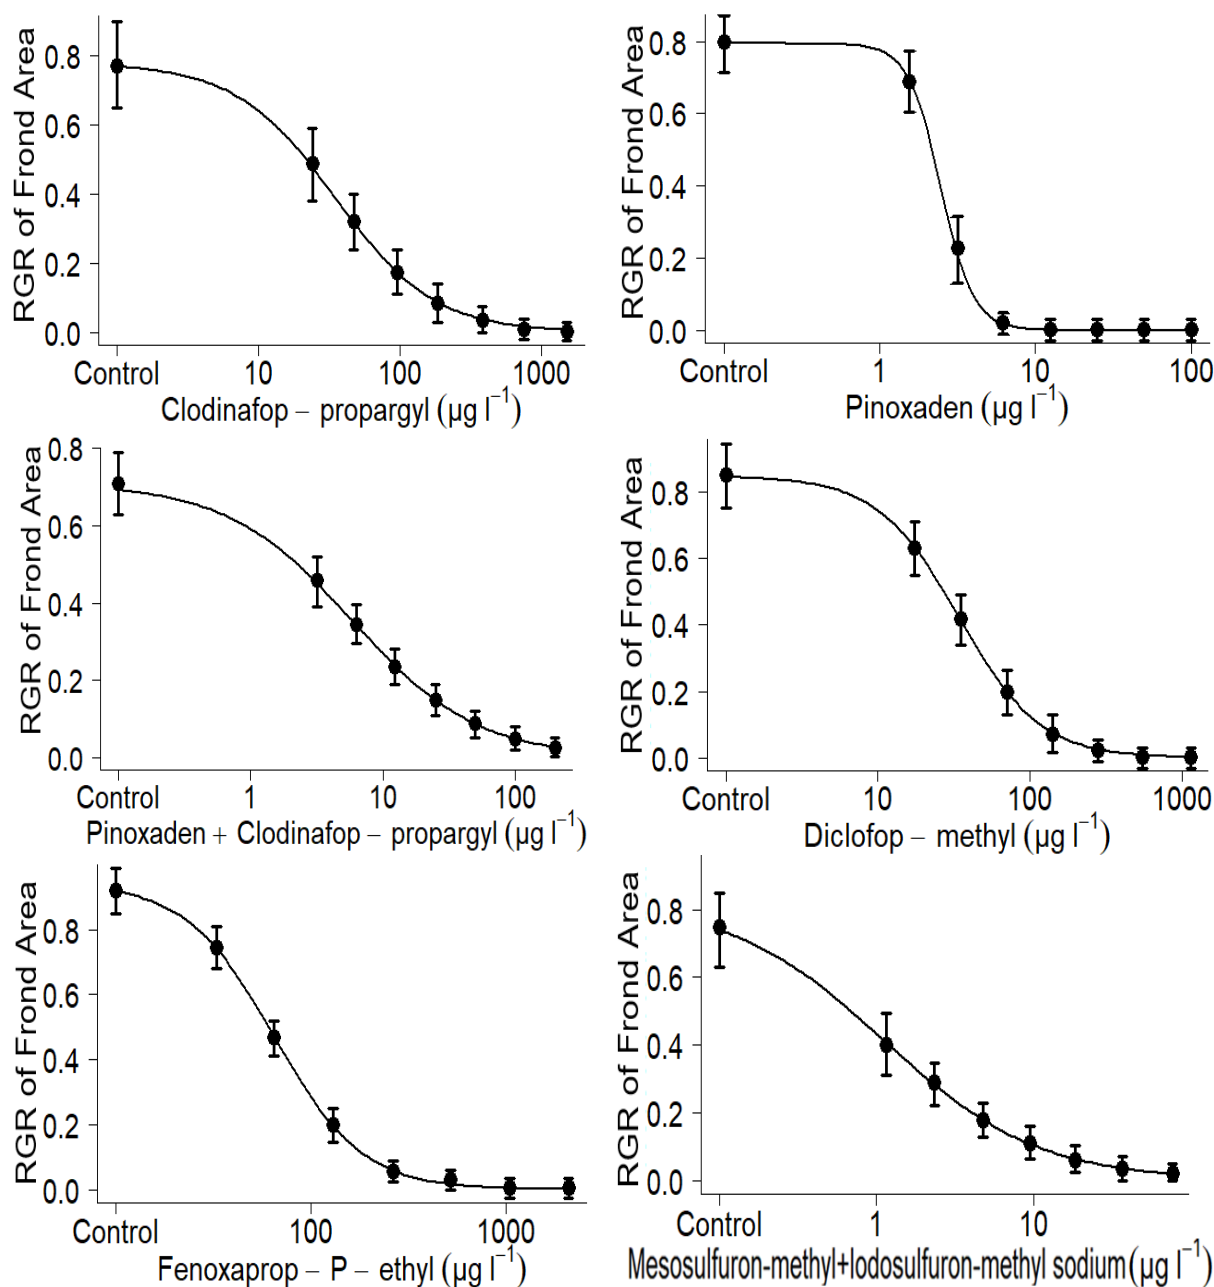 RGR of Frond Area
0.8
0.6
0.4
0.2
0.0
Control 10 100 1000
Clodinafop – propargyl (µg l⁻¹)
RGR of Frond Area
0.8
0.6
0.4
0.2
0.0
Control 1 10 100
Pinoxaden (µg l⁻¹)
RGR of Frond Area
0.8
0.6
0.4
0.2
0.0
Control 1 10 100
Pinoxaden + Clodinafop – propargyl (µg l⁻¹)
RGR of Frond Area
0.8
0.6
0.4
0.2
0.0
Control 10 100 1000
Diclofop – methyl (µg l⁻¹)
RGR of Frond Area
0.8
0.6
0.4
0.2
0.0
Control 100 1000
Fenoxaprop – P – ethyl (µg l⁻¹)
RGR of Frond Area
0.8
0.6
0.4
0.2
0.0
Control 1 10
Mesosulfuron-methyl+Iodosulfuron-methyl sodium (µg l⁻¹)